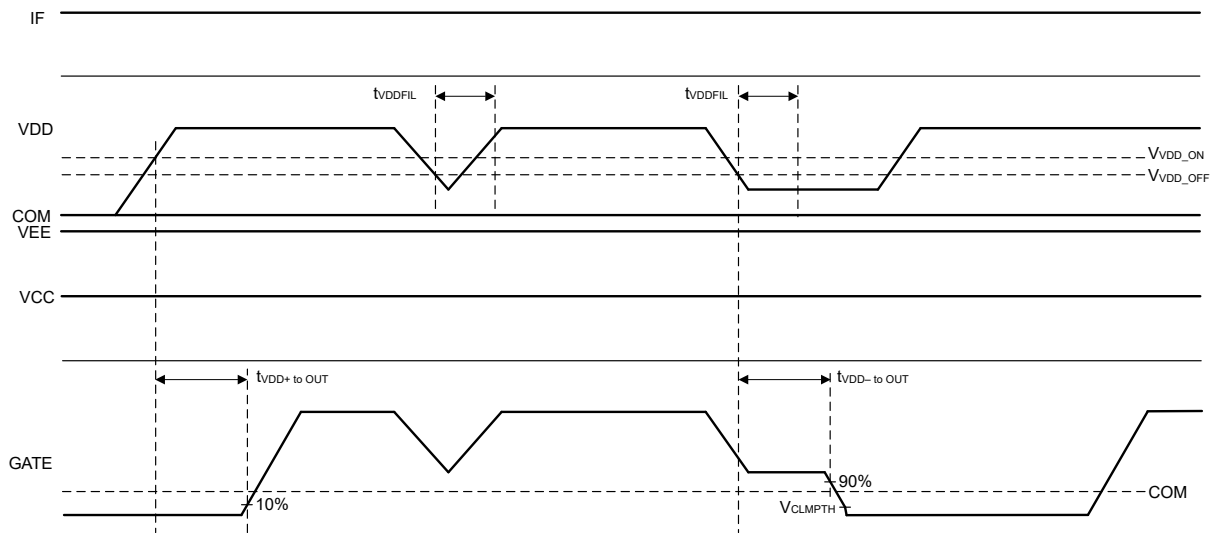 IF
tVDDFIL
tVDDFIL
VDD
VVDD_ON
VVDD_OFF
COM
VEE
VCC
tVDD+ to OUT
tVDD– to OUT
GATE
10%
90%
COM
VCLMPTH